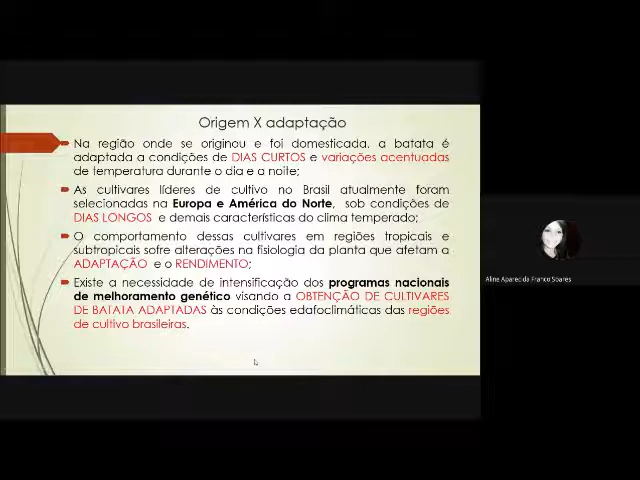 Origem X adaptação
Na região onde se originou e foi domesticada, a batata é
adaptada a condições de DIAS CURTOS e variações acentuadas
de temperatura durante o dia e a noite;
As cultivares líderes de cultivo no Brasil atualmente foram
selecionadas na Europa e América do Norte, sob condições de
DIAS LONGOS e demais características do clima temperado;
O comportamento dessas cultivares em regiões tropicais e
subtropicais sofre alterações na fisiologia da planta que afetam a
ADAPTAÇÃO e o RENDIMENTO;
Existe a necessidade de intensificação dos programas nacionais
de melhoramento genético visando a OBTENÇÃO DE CULTIVARES
DE BATATA ADAPTADAS às condições edafoclimáticas das regiões
de cultivo brasileiras.
Aline Aparecida Franco Soares